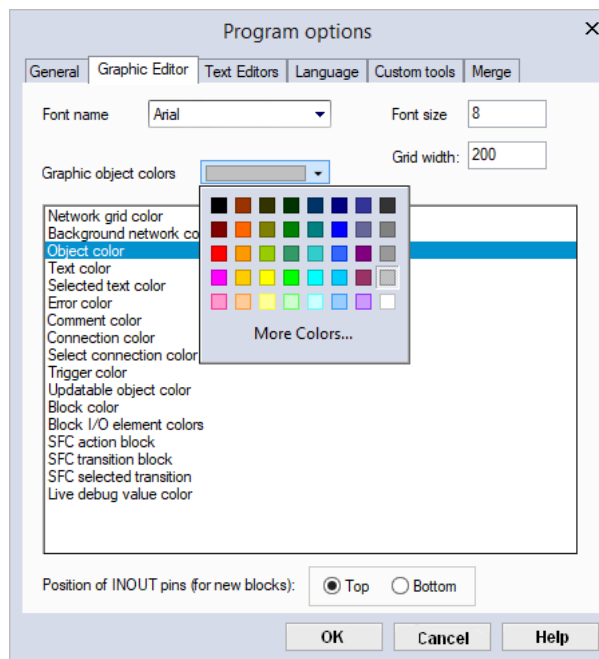 Program options
General Graphic Editor Text Editors Language Custom tools Merge
Font name Arial Font size 8
Grid width: 200
Graphic object colors
Network grid color
Background network co
Object color
Text color
Selected text color
Error color
Comment color
Connection color
Select connection color
Trigger color
Updatable object color
Block color
Block I/O element colors
SFC action block
SFC transition block
SFC selected transition
Live debug value color
More Colors...
Position of INOUT pins (for new blocks): Top Bottom
OK Cancel Help